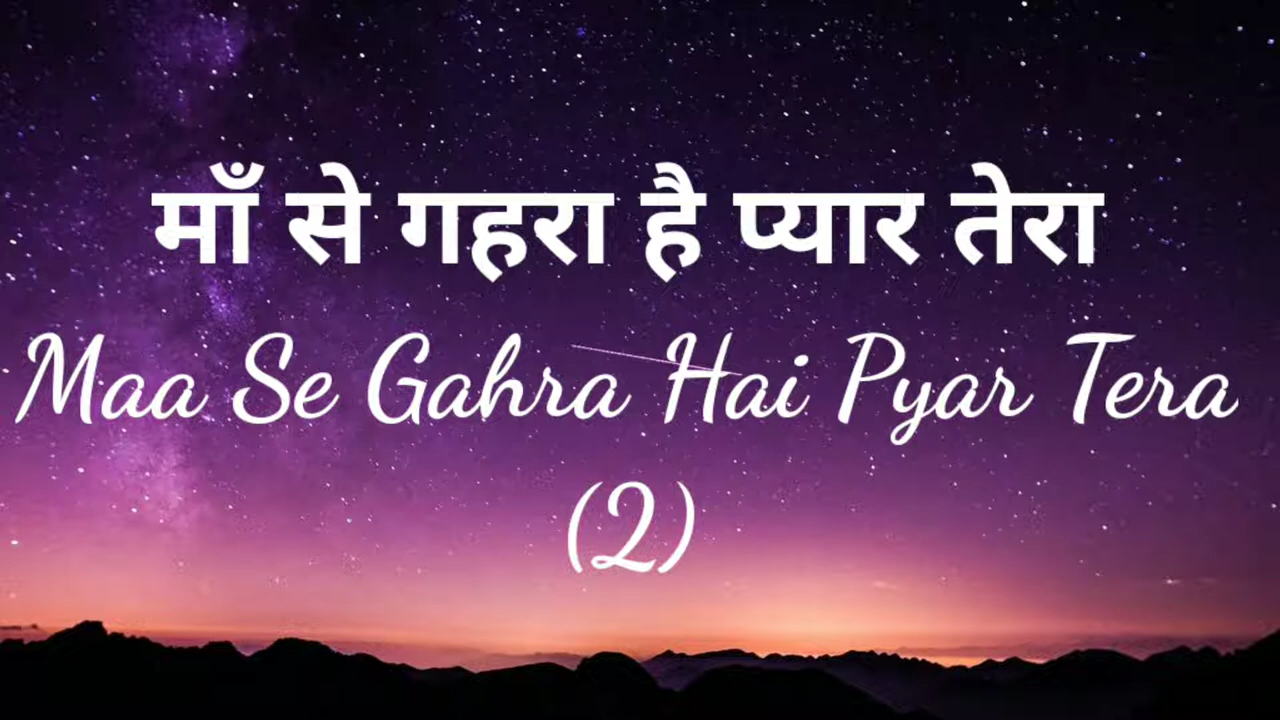 माँ से गहरा है प्यार तेरा
Maa Se Gahra Hai Pyar Tera
(2)